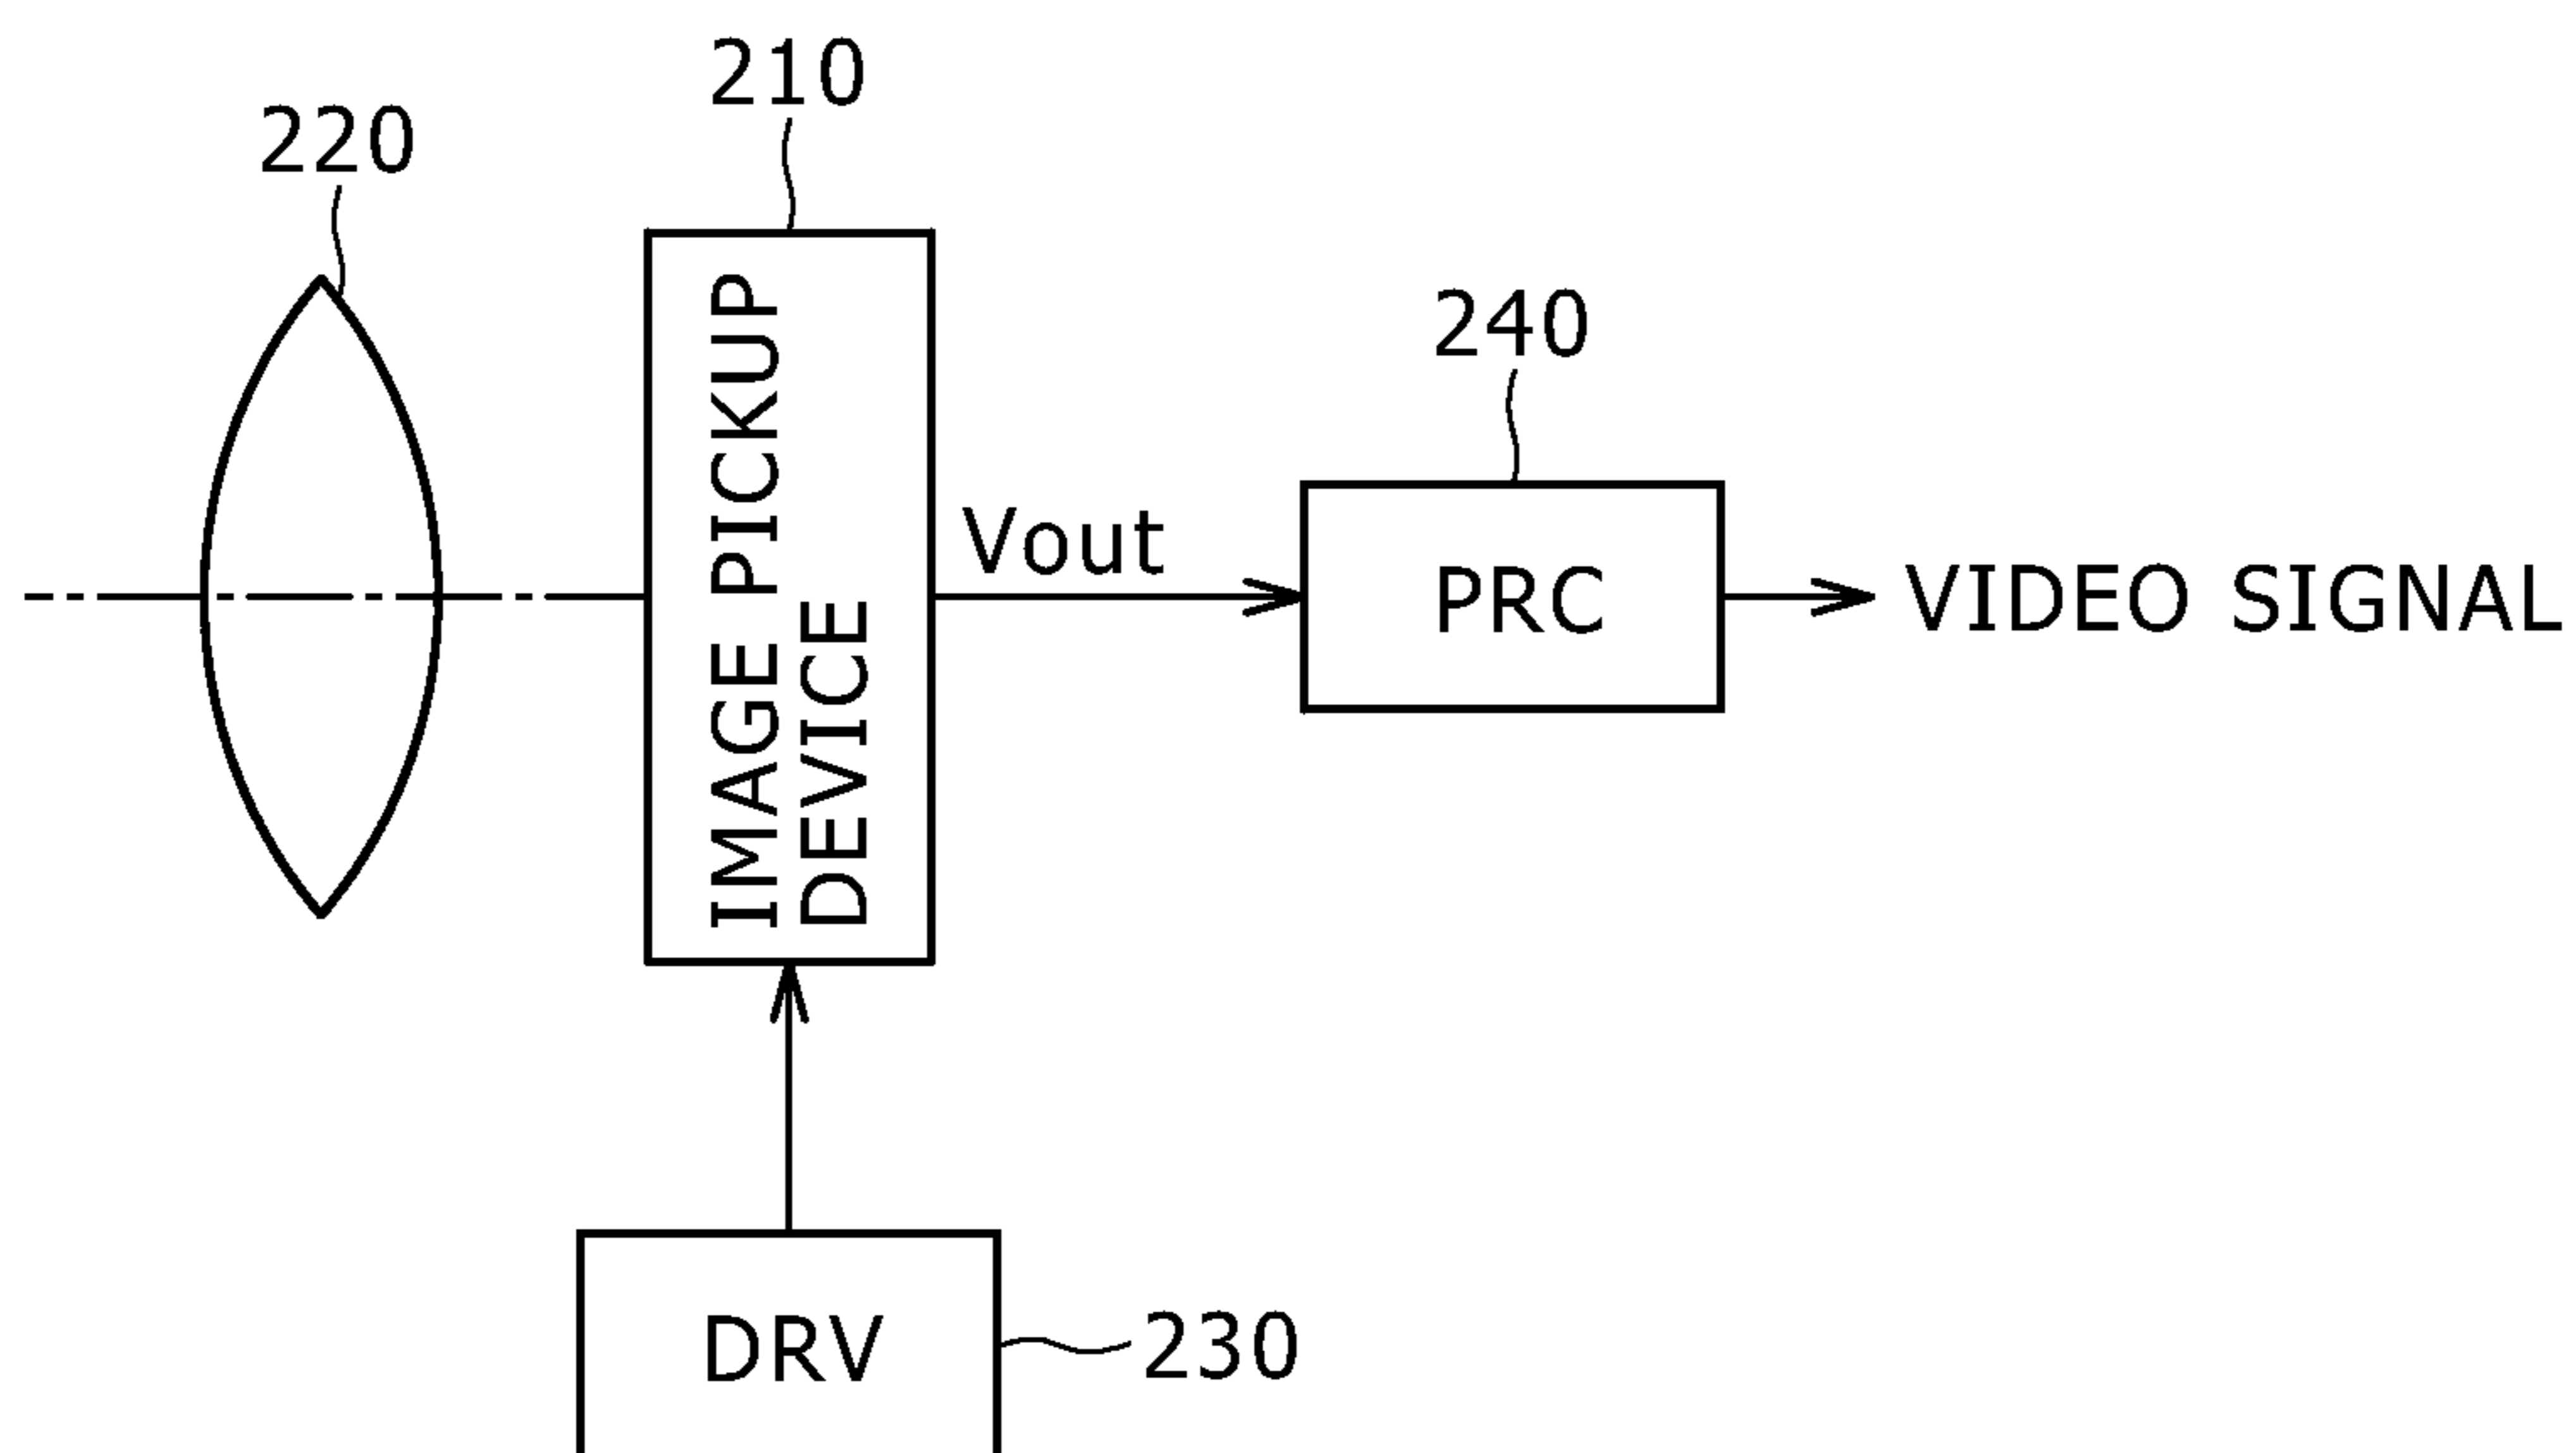 210
220
IMAGE PICKUP
DEVICE
240
Vout
PRC
VIDEO SIGNAL
DRV
230